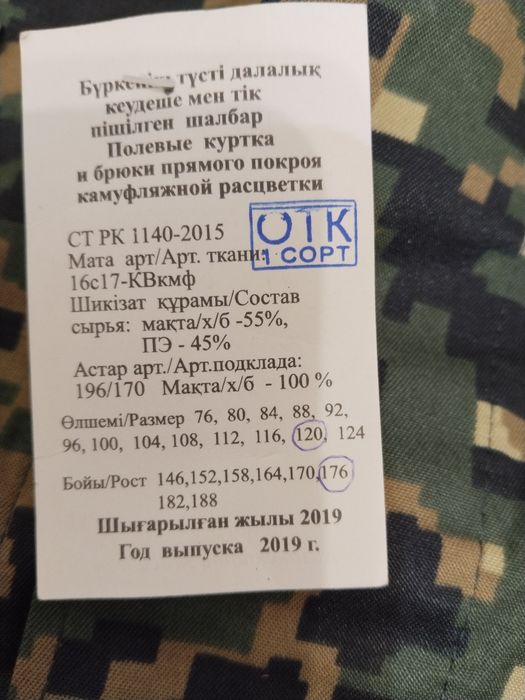 түсті далалық
кеудеше мен тік
пішілген шалбар
Полевые куртка
и брюки прямого покроя
камуфляжной расцветки
СТ РК 1140-2015
Мата арт/Арт. ткани:
ОТК
1 СОРТ
16с17-КВкмф
Шикізат құрамы/Состав
сырья: мақта/х/б -55%,
ПЭ - 45%
Астар арт./Арт.подклада:
196/170 Мақта/х/б - 100 %
Өлшемі/Размер 76, 80, 84, 88, 92,
96, 100, 104, 108, 112, 116, 120, 124
Бойы/Рост 146,152,158,164,170,176
182,188
Шығарылған жылы 2019
Год выпуска 2019 г.